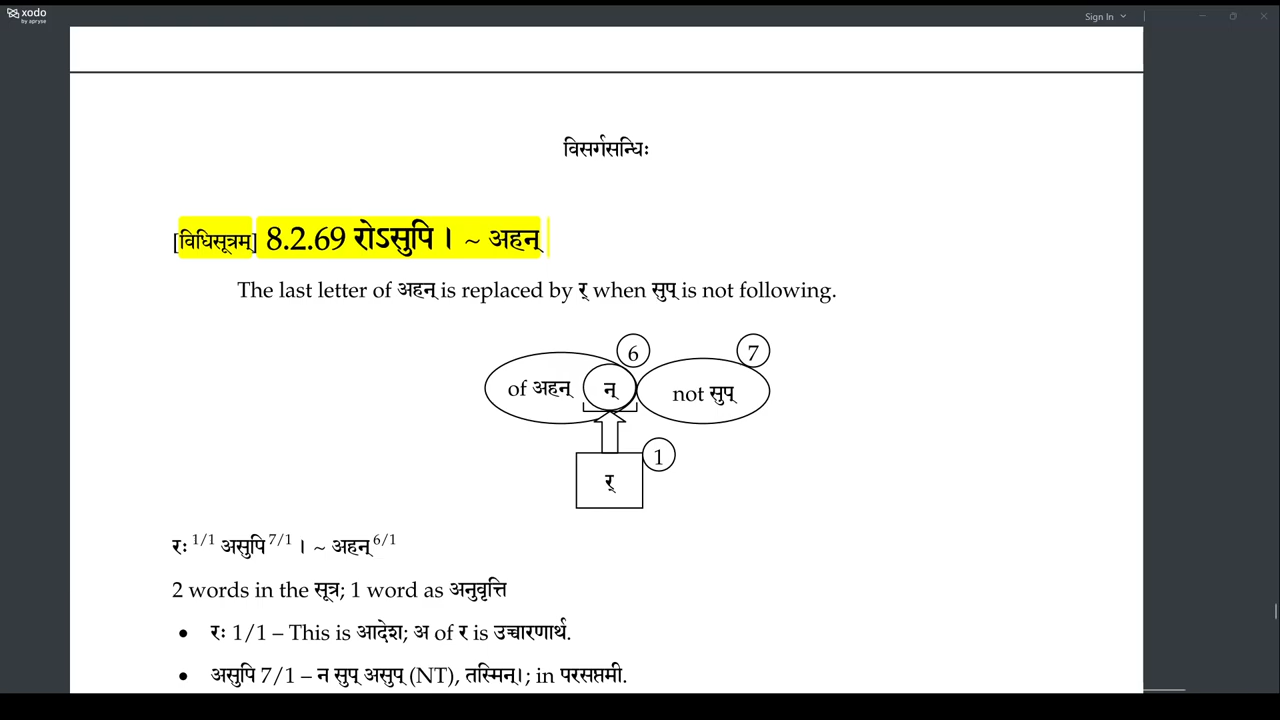 xodo
by apryse
Sign In
विसर्गसन्धिः
[विधिसूत्रम्] 8.2.69 रोऽसुपि । ~ अहन्
The last letter of अहन् is replaced by र् when सुप् is not following.
6 7
of अहन् न् not सुप्
1
र्
रः 1/1 असुपि 7/1 । ~ अहन् 6/1
2 words in the सूत्र; 1 word as अनुवृत्ति
• रः 1/1 – This is आदेश; अ of र is उच्चारणार्थ.
• असुपि 7/1 – न सुप् असुप् (NT), तस्मिन्।; in परसप्तमी.